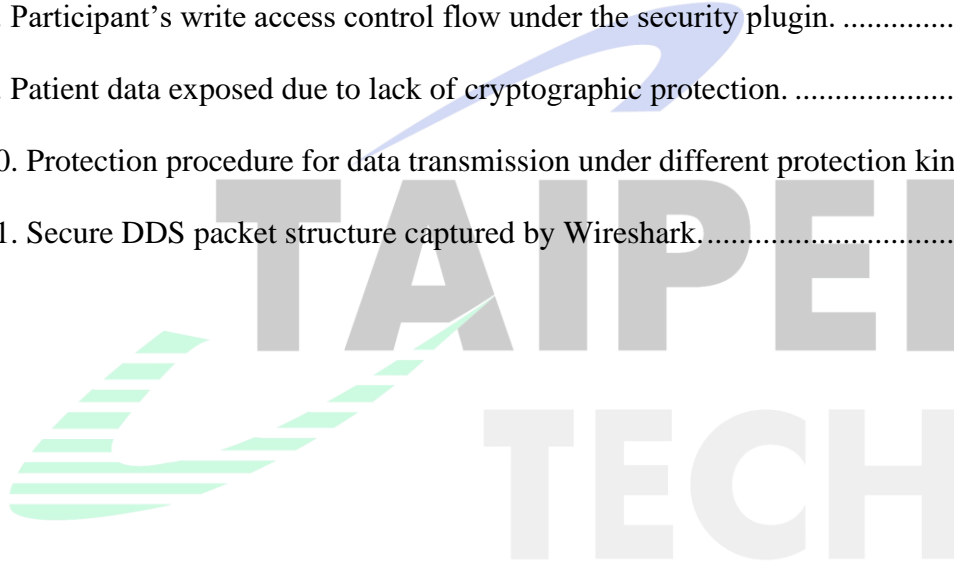 . Participant’s write access control flow under the security plugin. ..............
. Patient data exposed due to lack of cryptographic protection. ....................
0. Protection procedure for data transmission under different protection kin
1. Secure DDS packet structure captured by Wireshark. ...............................
TAIPEI
TECH